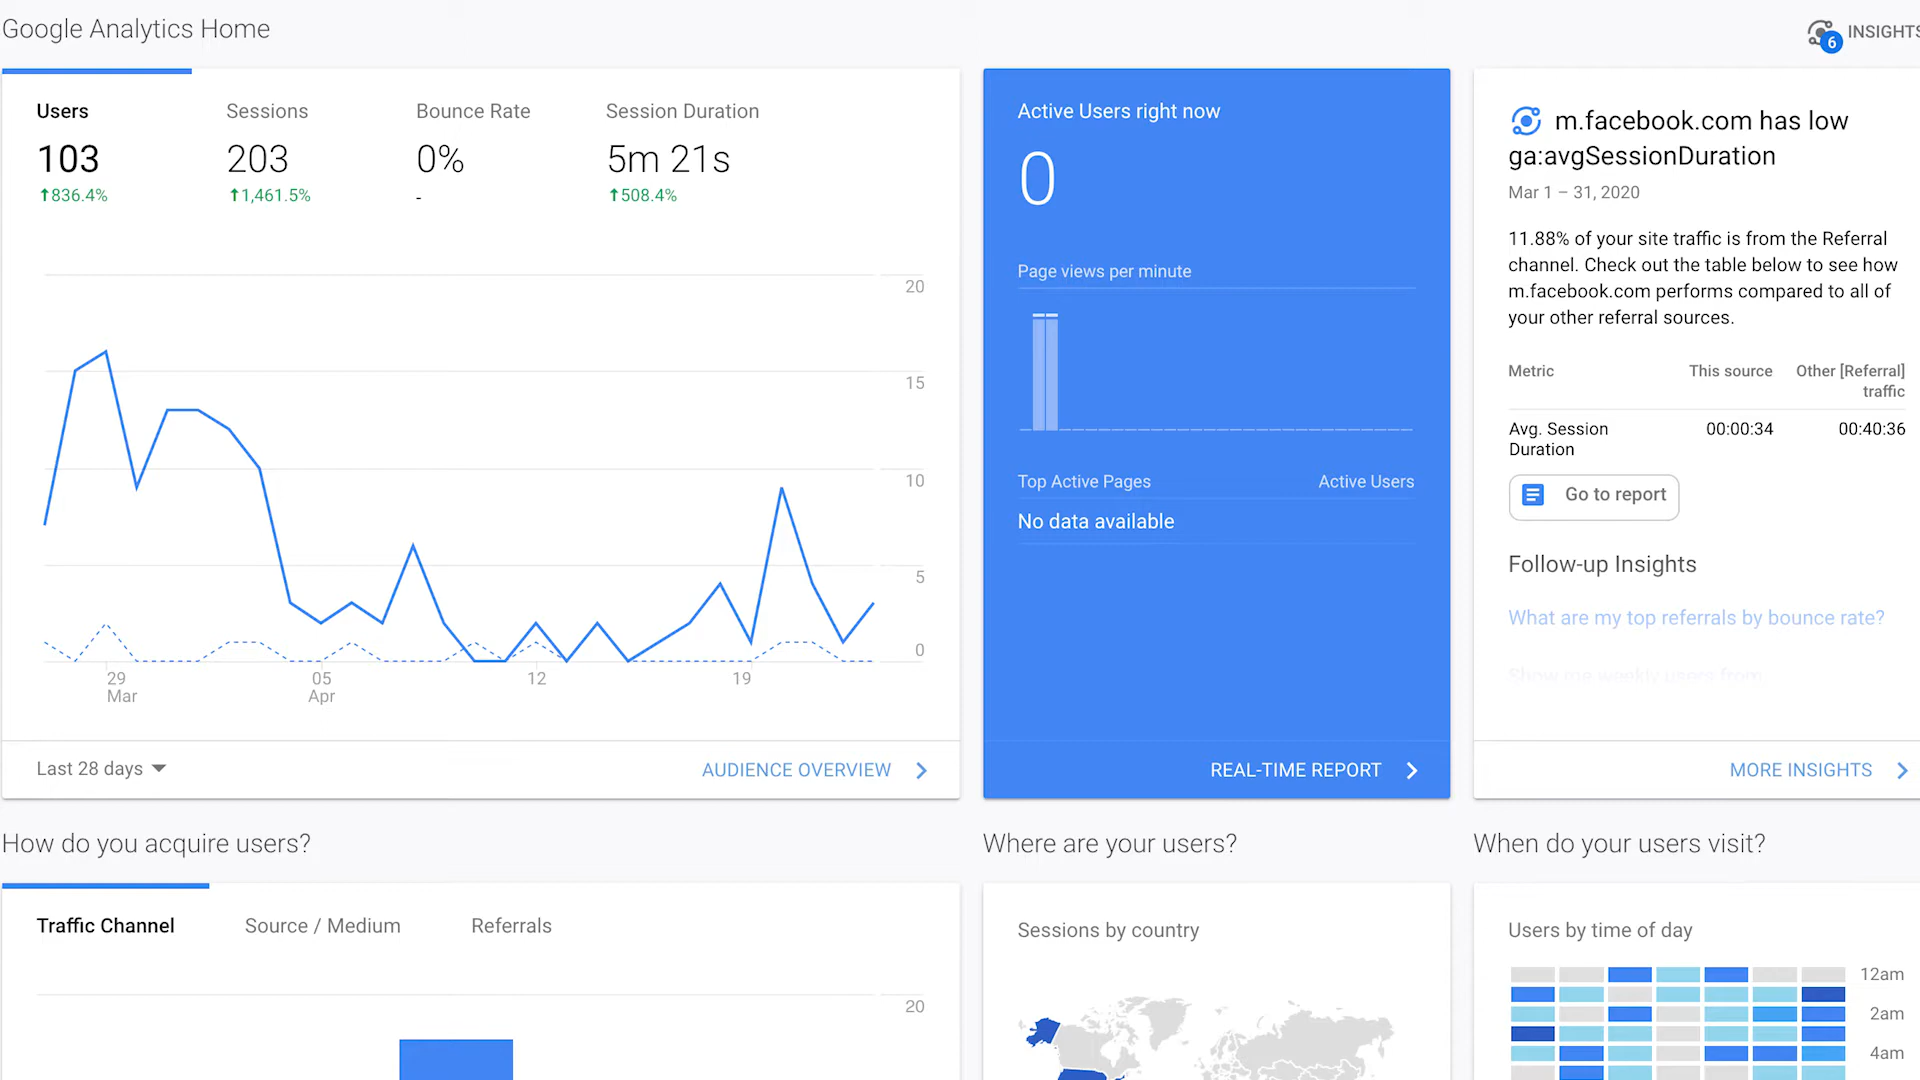 Google Analytics Home
6 INSIGHTS
Users
Sessions
Bounce Rate
Session Duration
103
203
0%
5m 21s
836.4%
1,461.5%
-
508.4%
20
15
10
5
0
29
Mar
05
Apr
12
19
Last 28 days
AUDIENCE OVERVIEW
Active Users right now
0
Page views per minute
Top Active Pages
Active Users
No data available
REAL-TIME REPORT
m.facebook.com has low
ga:avgSessionDuration
Mar 1 – 31, 2020
11.88% of your site traffic is from the Referral
channel. Check out the table below to see how
m.facebook.com performs compared to all of
your other referral sources.
Metric
This source
Other [Referral]
traffic
Avg. Session
Duration
00:00:34
00:40:36
Go to report
Follow-up Insights
What are my top referrals by bounce rate?
Show me weekly users from
MORE INSIGHTS
How do you acquire users?
Traffic Channel
Source / Medium
Referrals
20
Where are your users?
Sessions by country
When do your users visit?
Users by time of day
12am
2am
4am